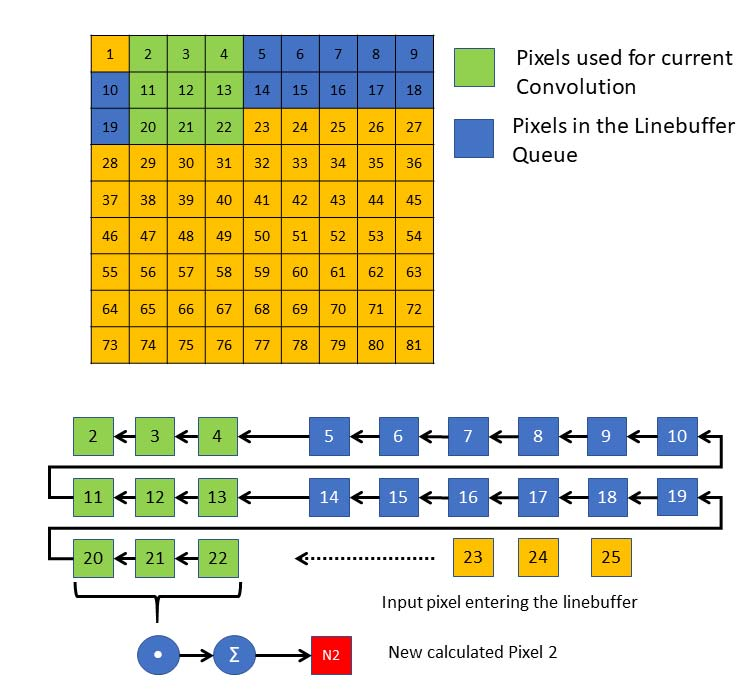 1 2 3 4 5 6 7 8 9
10 11 12 13 14 15 16 17 18
19 20 21 22 23 24 25 26 27
28 29 30 31 32 33 34 35 36
37 38 39 40 41 42 43 44 45
46 47 48 49 50 51 52 53 54
55 56 57 58 59 60 61 62 63
64 65 66 67 68 69 70 71 72
73 74 75 76 77 78 79 80 81
Pixels used for current
Convolution
Pixels in the Linebuffer
Queue
2 3 4 5 6 7 8 9 10
11 12 13 14 15 16 17 18 19
20 21 22 23 24 25
Input pixel entering the linebuffer
• Σ N2 New calculated Pixel 2